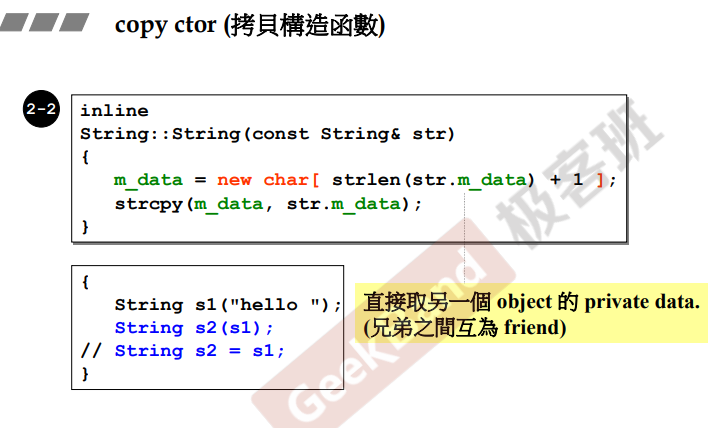 copy ctor (拷貝構造函數)
2-2
inline
String::String(const String& str)
{
   m_data = new char[ strlen(str.m_data) + 1 ];
   strcpy(m_data, str.m_data);
}
{
   String s1("hello ");
   String s2(s1);
// String s2 = s1;
}
直接取另一個 object 的 private data.
(兄弟之間互為 friend)
GeekBand 极客班